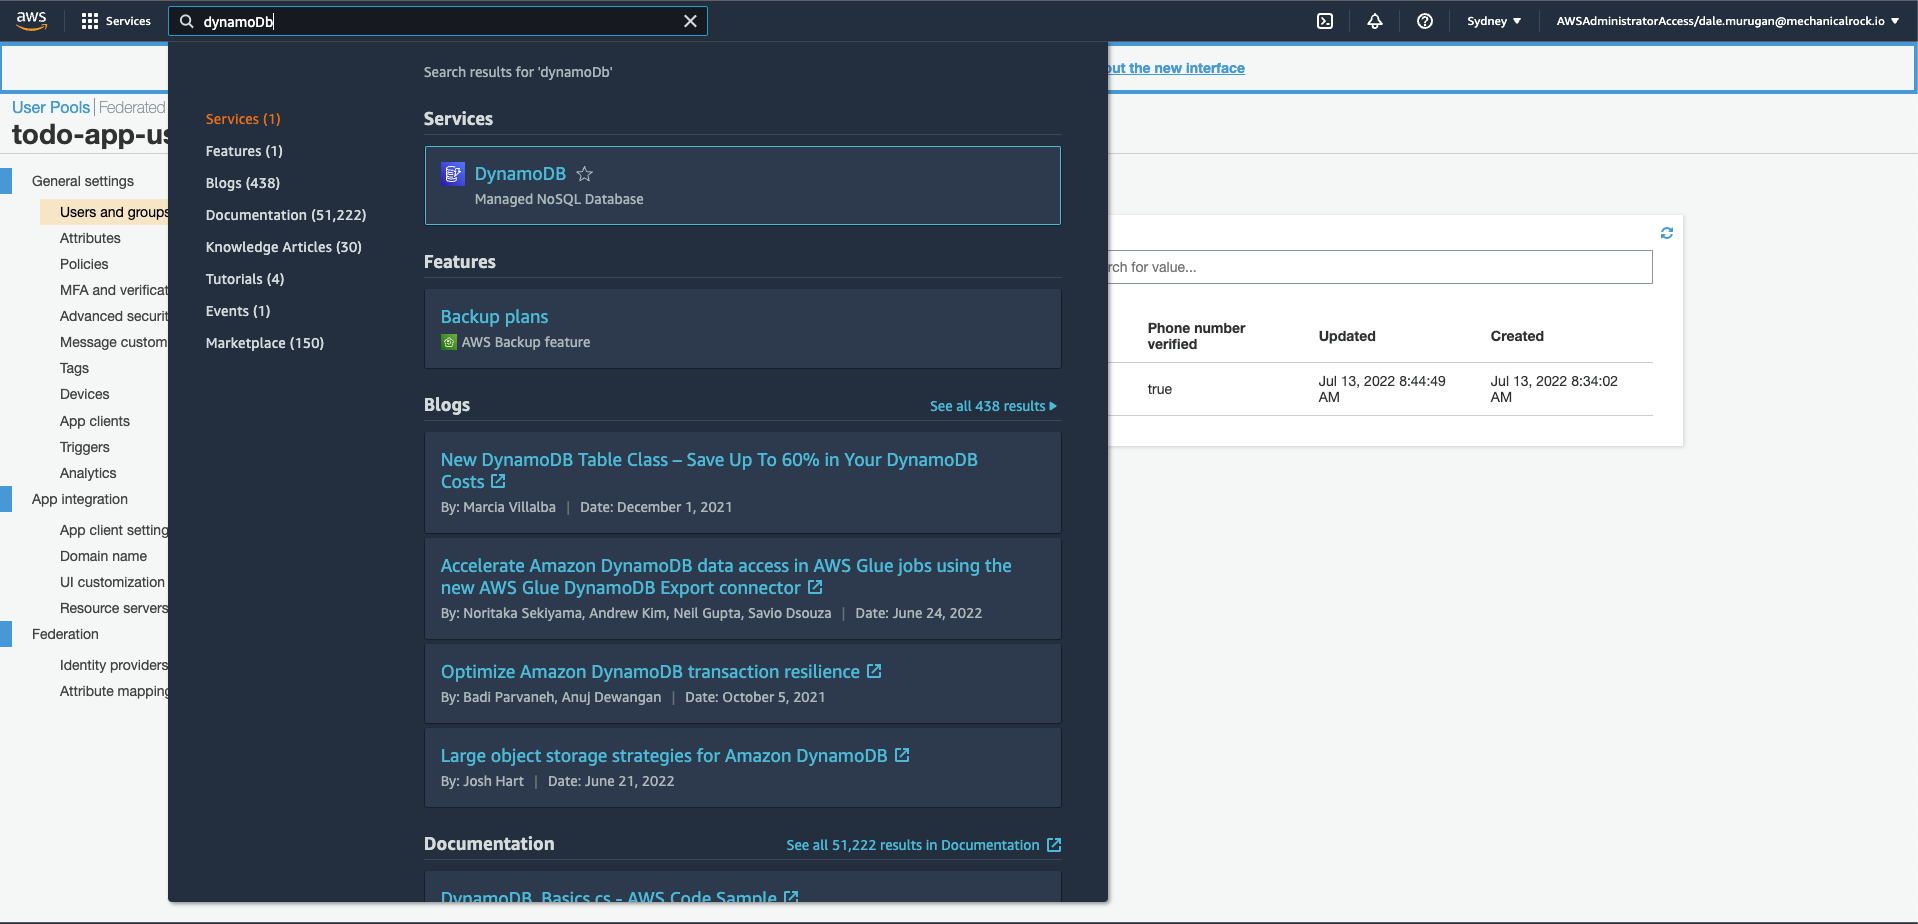 aws
Services
dynamoDb
Sydney
AWSAdministratorAccess/dale.murugan@mechanicalrock.io
out the new interface
User Pools
Federated
todo-app-us
General settings
Users and groups
Attributes
Policies
MFA and verificat
Advanced securit
Message custom
Tags
Devices
App clients
Triggers
Analytics
App integration
App client setting
Domain name
UI customization
Resource servers
Federation
Identity providers
Attribute mapping
Search results for 'dynamoDb'
Services (1)
Features (1)
Blogs (438)
Documentation (51,222)
Knowledge Articles (30)
Tutorials (4)
Events (1)
Marketplace (150)
Services
DynamoDB
Managed NoSQL Database
Features
Backup plans
AWS Backup feature
Blogs
See all 438 results
New DynamoDB Table Class – Save Up To 60% in Your DynamoDB
Costs
By: Marcia Villalba | Date: December 1, 2021
Accelerate Amazon DynamoDB data access in AWS Glue jobs using the
new AWS Glue DynamoDB Export connector
By: Noritaka Sekiyama, Andrew Kim, Neil Gupta, Savio Dsouza | Date: June 24, 2022
Optimize Amazon DynamoDB transaction resilience
By: Badi Parvaneh, Anuj Dewangan | Date: October 5, 2021
Large object storage strategies for Amazon DynamoDB
By: Josh Hart | Date: June 21, 2022
Documentation
See all 51,222 results in Documentation
DynamoDB_Basics.cs - AWS Code Sample
rch for value...
Phone number
verified
Updated
Created
true
Jul 13, 2022 8:44:49
AM
Jul 13, 2022 8:34:02
AM